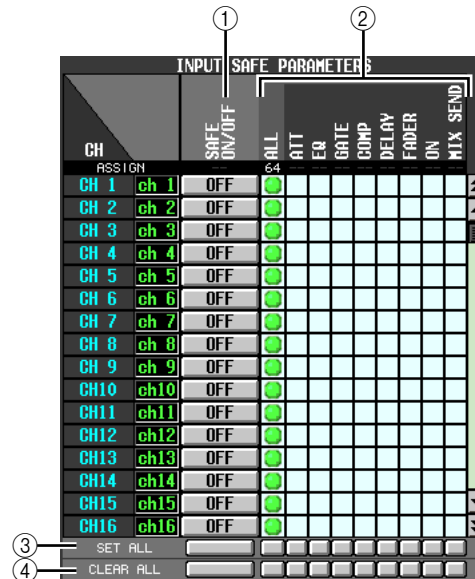 ① ②
INPUT SAFE PARAMETERS
CH SAFE ON/OFF ALL ATT EQ GATE COMP DELAY FADER ON MIX SEND
ASSIGN -- 64 -- -- -- -- -- -- -- -- --
CH 1 ch 1 OFF
CH 2 ch 2 OFF
CH 3 ch 3 OFF
CH 4 ch 4 OFF
CH 5 ch 5 OFF
CH 6 ch 6 OFF
CH 7 ch 7 OFF
CH 8 ch 8 OFF
CH 9 ch 9 OFF
CH10 ch10 OFF
CH11 ch11 OFF
CH12 ch12 OFF
CH13 ch13 OFF
CH14 ch14 OFF
CH15 ch15 OFF
CH16 ch16 OFF
③ SET ALL
④ CLEAR ALL